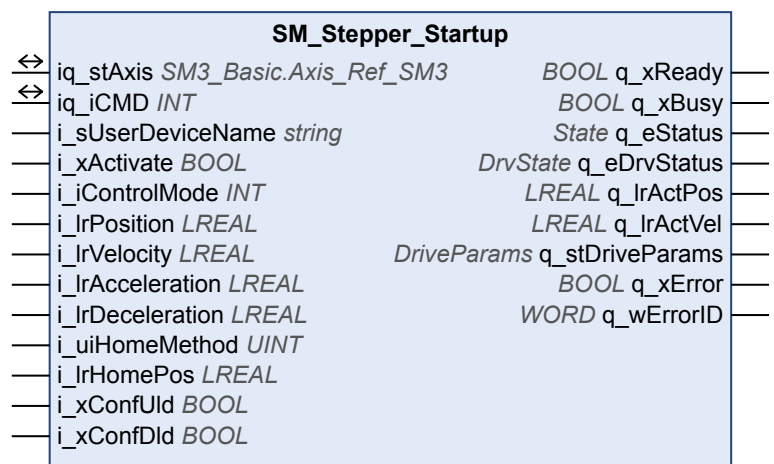 SM_Stepper_Startup
iq_stAxis SM3_Basic.Axis_Ref_SM3 BOOL q_xReady
iq_iCMD INT BOOL q_xBusy
i_sUserDeviceName string State q_eStatus
i_xActivate BOOL DrvState q_eDrvStatus
i_iControlMode INT LREAL q_lrActPos
i_lrPosition LREAL LREAL q_lrActVel
i_lrVelocity LREAL DriveParams q_stDriveParams
i_lrAcceleration LREAL BOOL q_xError
i_lrDeceleration LREAL WORD q_wErrorID
i_uiHomeMethod UINT
i_lrHomePos LREAL
i_xConfUld BOOL
i_xConfDld BOOL